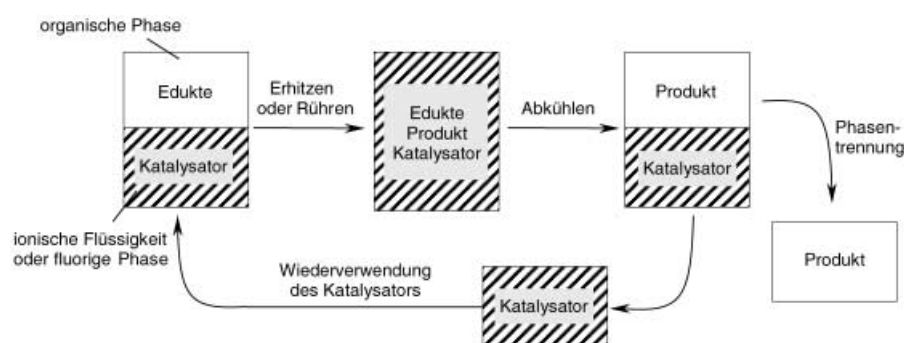 organische Phase
Edukte
Katalysator
ionische Flüssigkeit
oder fluorige Phase
Erhitzen
oder Rühren
Edukte
Produkt
Katalysator
Abkühlen
Produkt
Katalysator
Phasen-
trennung
Produkt
Katalysator
Wiederverwendung
des Katalysators